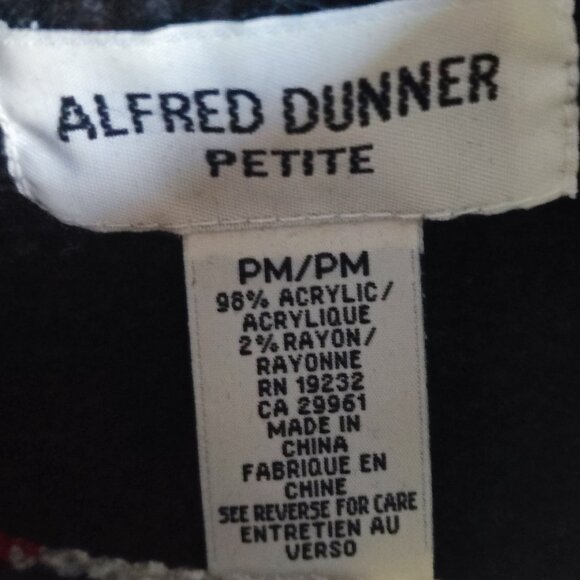 ALFRED DUNNER
PETITE
PM/PM
98% ACRYLIC/
ACRYLIQUE
2% RAYON/
RAYONNE
RN 19232
CA 29961
MADE IN
CHINA
FABRIQUE EN
CHINE
SEE REVERSE FOR CARE
ENTRETIEN AU
VERSO